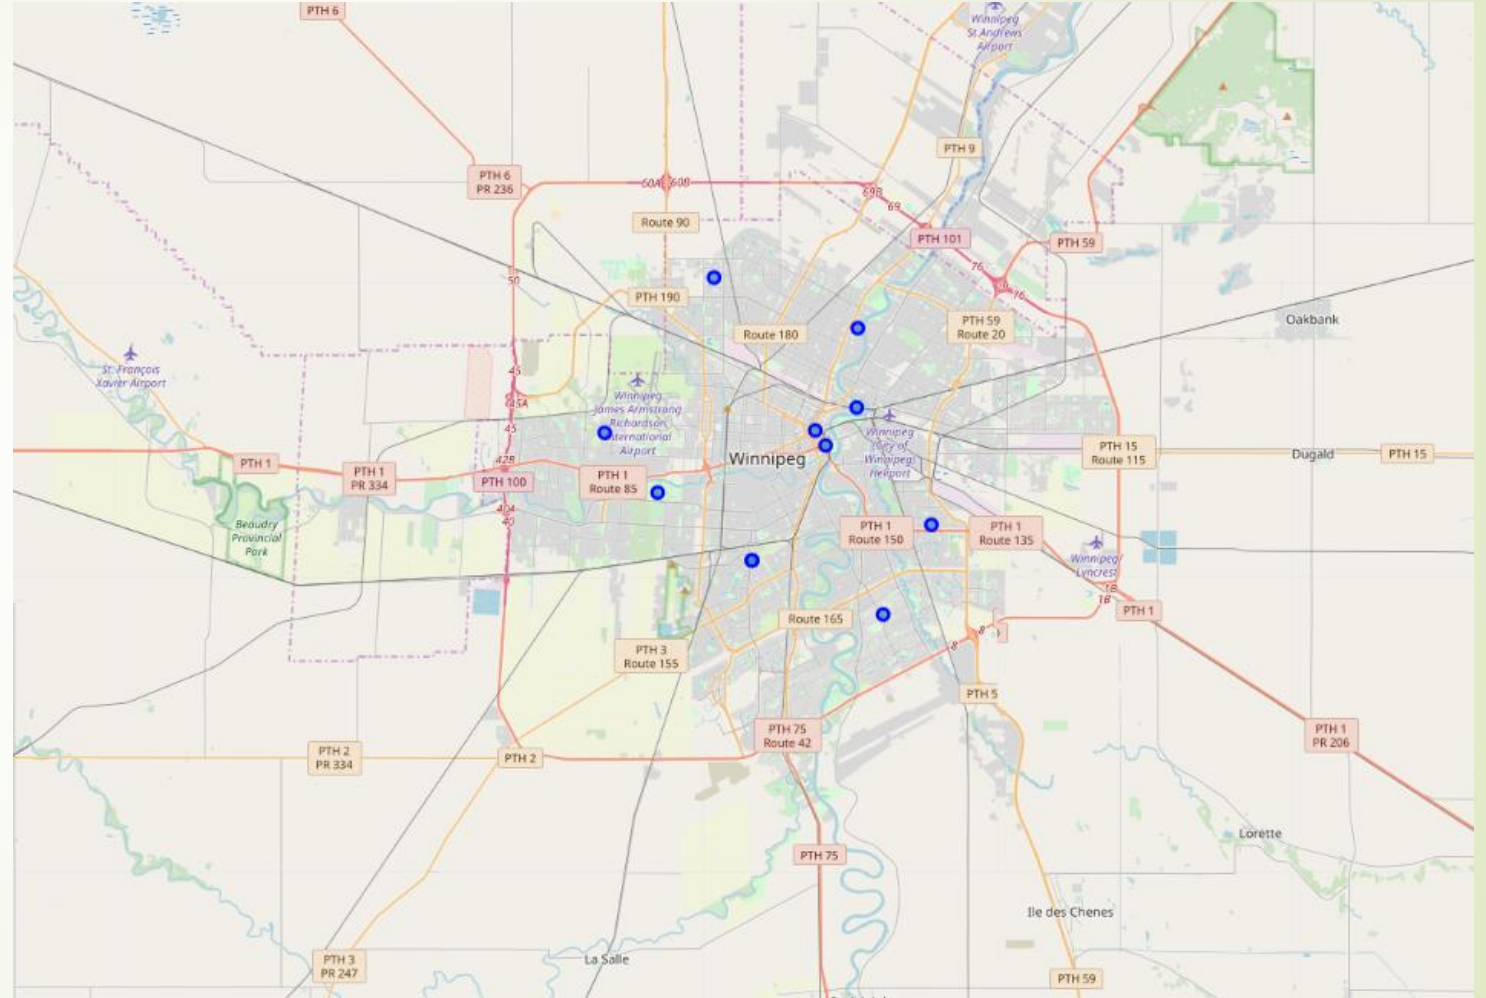 PTH 6
Winnipeg
St Andrews
Airport
PTH 9
PTH 6
PR 236
60A
60B
69B
69
Route 90
PTH 101
PTH 59
76
76
50
PTH 190
Route 180
PTH 59
Route 20
Oakbank
St. François
Xavier Airport
45
45A
Winnipeg
James Armstrong
Richardson
International
Airport
45
Winnipeg
(City of
Winnipeg)
Heliport
Winnipeg
42B
PTH 15
Route 115
Dugald
PTH 15
PTH 1
PTH 1
PR 334
PTH 100
PTH 1
Route 85
40A
40
Beaudry
Provincial
Park
PTH 1
Route 150
PTH 1
Route 135
Winnipeg/
Lyncrest
1B
1B
PTH 1
Route 165
8
8
PTH 3
Route 155
PTH 5
PTH 75
Route 42
PTH 1
PR 206
PTH 2
PR 334
PTH 2
Lorette
PTH 75
Ile des Chenes
La Salle
PTH 3
PR 247
PTH 59